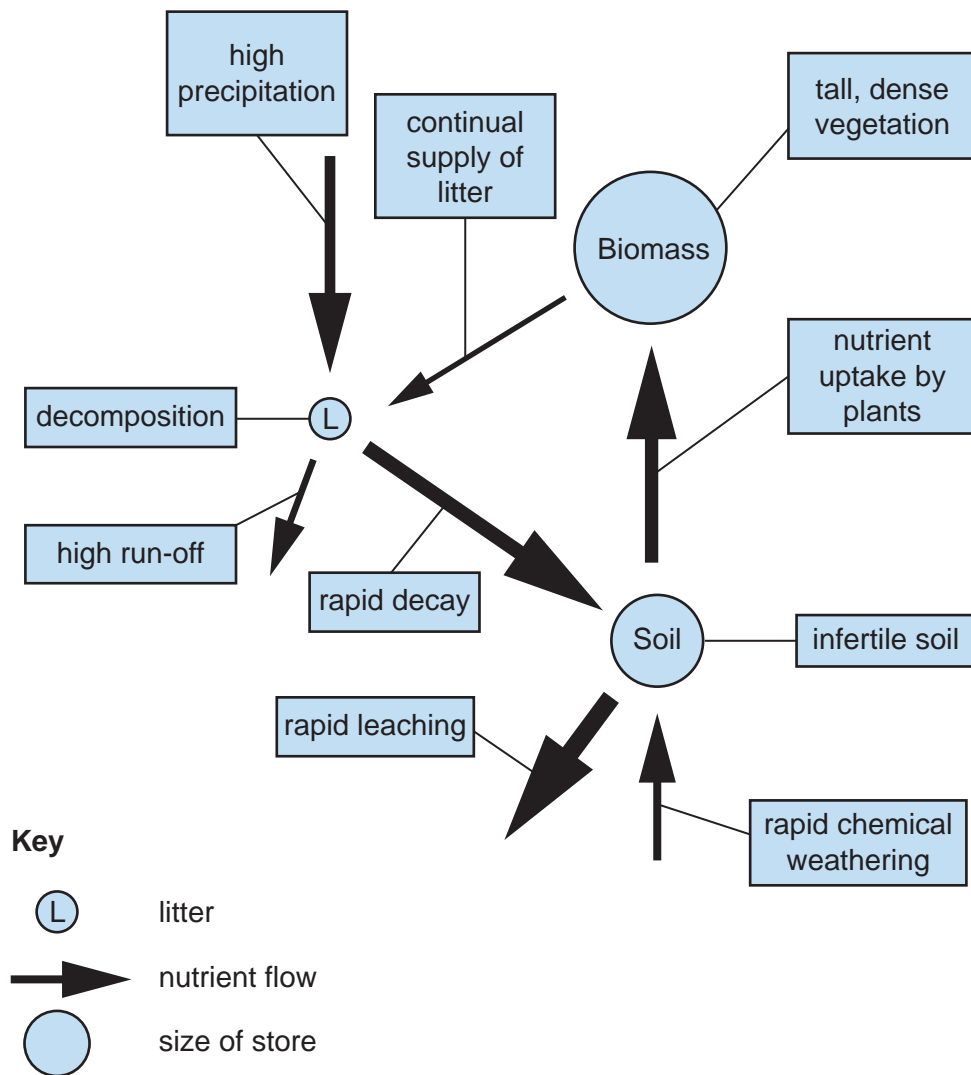 high
precipitation
continual
supply of
litter
tall, dense
vegetation
Biomass
nutrient
uptake by
plants
decomposition
L
high run-off
rapid decay
Soil
infertile soil
rapid leaching
rapid chemical
weathering
Key
L litter
nutrient flow
size of store